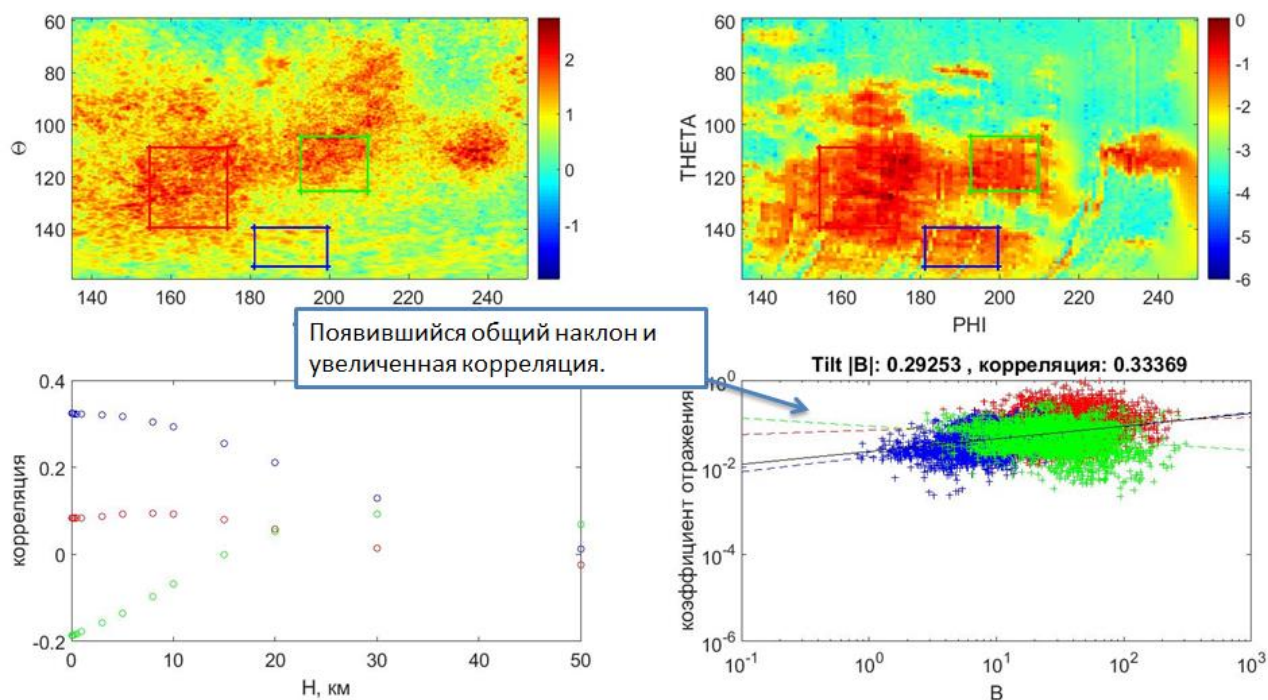 60
80
100
120
140
Θ
140 160 180 200 220 240
2
1
0
-1
60
80
100
120
140
THETA
140 160 180 200 220 240
PHI
0
-1
-2
-3
-4
-5
-6
Появившийся общий наклон и
увеличенная корреляция.
0.4
0.2
0
-0.2
корреляция
0 10 20 30 40 50
H, км
Tilt |B|: 0.29253 , корреляция: 0.33369
10^0
10^-2
10^-4
10^-6
коэффициент отражения
10^-1 10^0 10^1 10^2 10^3
B